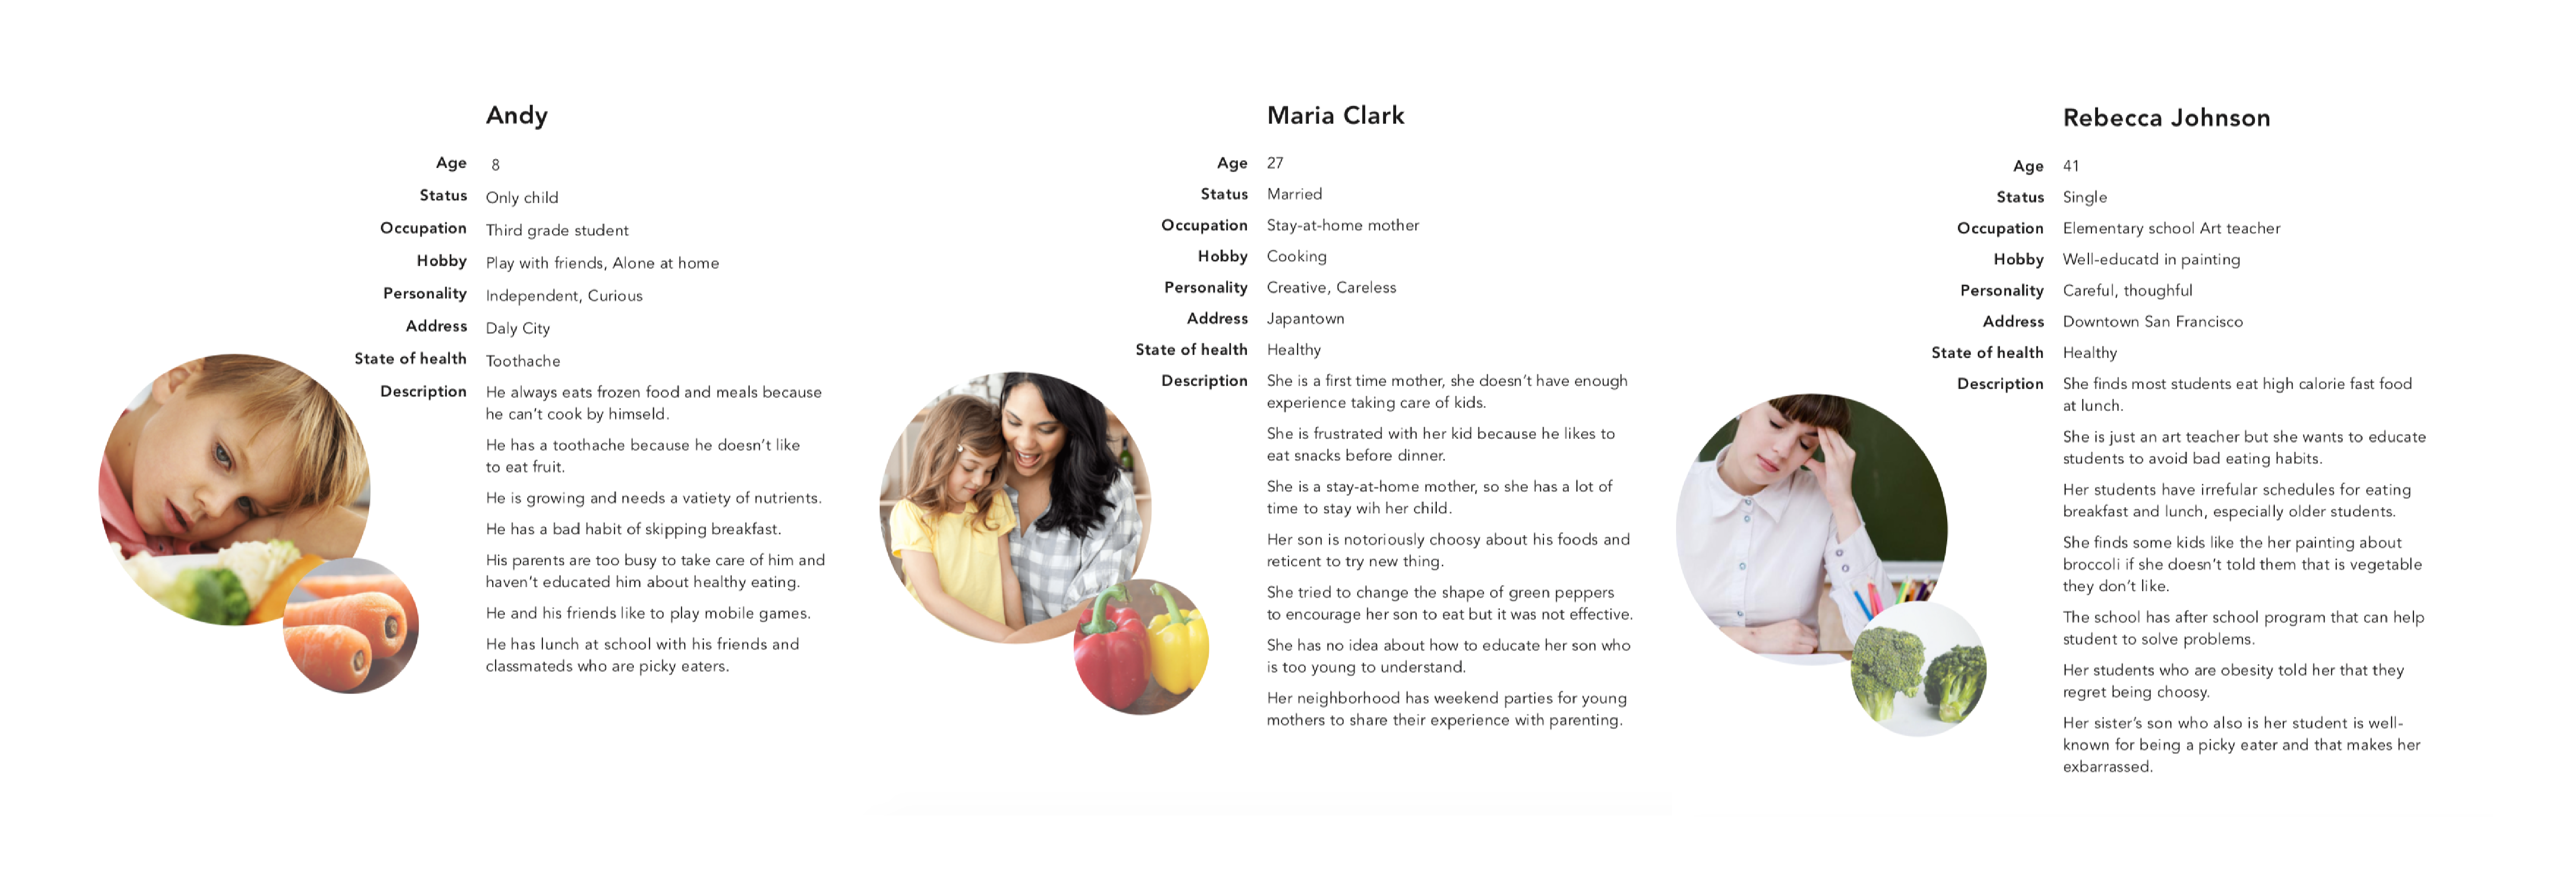 Andy
Age 8
Status Only child
Occupation Third grade student
Hobby Play with friends, Alone at home
Personality Independent, Curious
Address Daly City
State of health Toothache
Description He always eats frozen food and meals because
he can't cook by himseld.
He has a toothache because he doesn't like
to eat fruit.
He is growing and needs a vatiety of nutrients.
He has a bad habit of skipping breakfast.
His parents are too busy to take care of him and
haven't educated him about healthy eating.
He and his friends like to play mobile games.
He has lunch at school with his friends and
classmateds who are picky eaters.
Maria Clark
Age 27
Status Married
Occupation Stay-at-home mother
Hobby Cooking
Personality Creative, Careless
Address Japantown
State of health Healthy
Description She is a first time mother, she doesn't have enough
experience taking care of kids.
She is frustrated with her kid because he likes to
eat snacks before dinner.
She is a stay-at-home mother, so she has a lot of
time to stay wih her child.
Her son is notoriously choosy about his foods and
reticent to try new thing.
She tried to change the shape of green peppers
to encourage her son to eat but it was not effective.
She has no idea about how to educate her son who
is too young to understand.
Her neighborhood has weekend parties for young
mothers to share their experience with parenting.
Rebecca Johnson
Age 41
Status Single
Occupation Elementary school Art teacher
Hobby Well-educatd in painting
Personality Careful, thoughtful
Address Downtown San Francisco
State of health Healthy
Description She finds most students eat high calorie fast food
at lunch.
She is just an art teacher but she wants to educate
students to avoid bad eating habits.
Her students have irrefular schedules for eating
breakfast and lunch, especially older students.
She finds some kids like the her painting about
broccoli if she doesn't told them that is vegetable
they don't like.
The school has after school program that can help
student to solve problems.
Her students who are obesity told her that they
regret being choosy.
Her sister's son who also is her student is well-
known for being a picky eater and that makes her
exbarrassed.